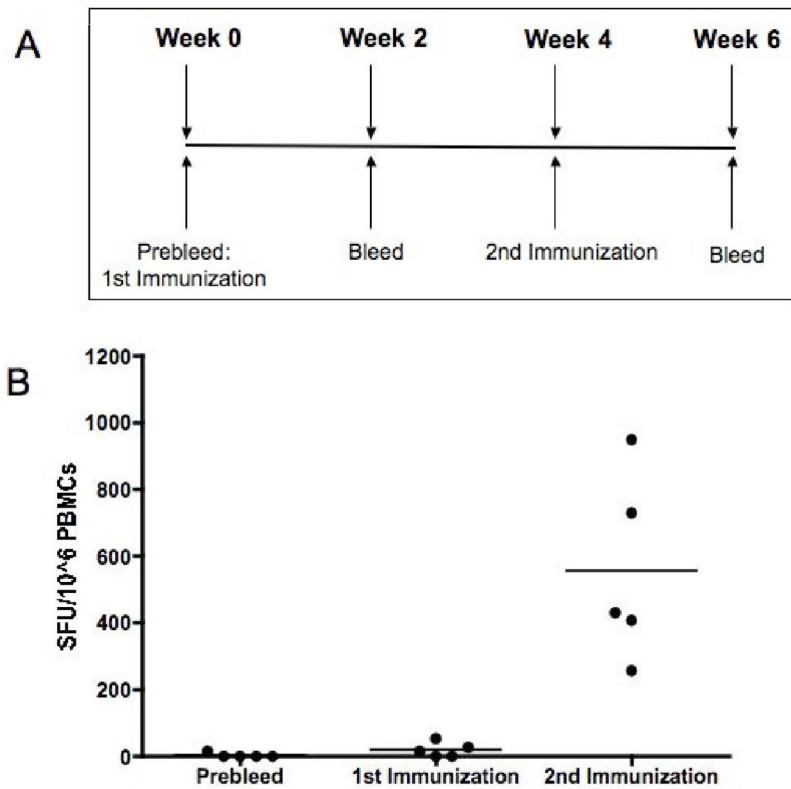 A
Week 0 Week 2 Week 4 Week 6
Prebleed: Bleed 2nd Immunization Bleed
1st Immunization
B
1200
1000
800
600
400
200
0
SFU/10^6 PBMCs
Prebleed 1st Immunization 2nd Immunization